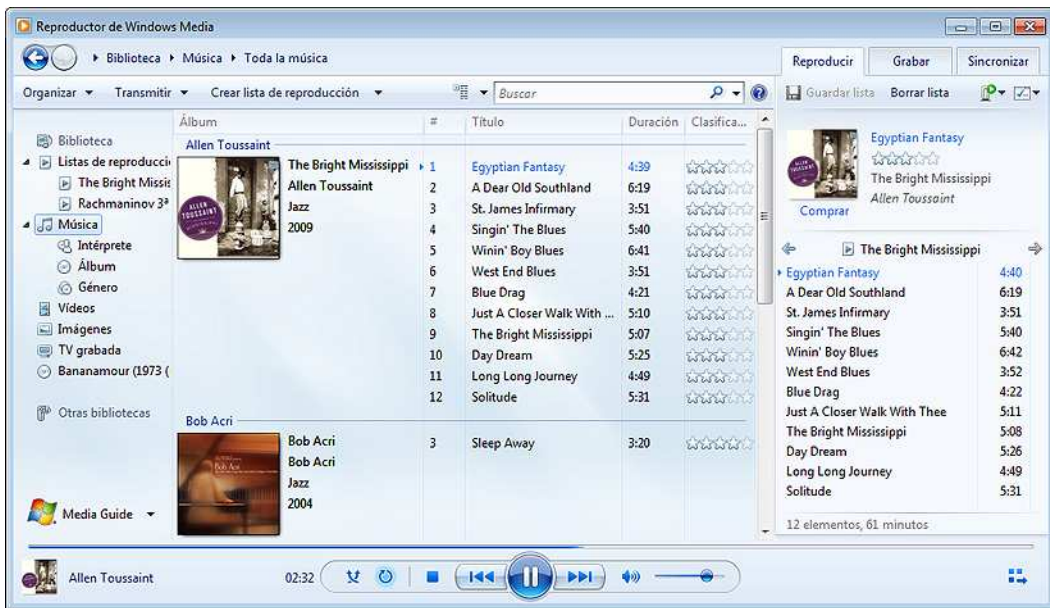 Reproductor de Windows Media
Biblioteca ▸ Música ▸ Toda la música
Reproducir Grabar Sincronizar
Organizar Transmitir Crear lista de reproducción Buscar
Guardar lista Borrar lista
Biblioteca
Listas de reproducci
The Bright Missis
Rachmaninov 3ª
Música
Intérprete
Álbum
Género
Vídeos
Imágenes
TV grabada
Bananamour (1973 (
Otras bibliotecas
Media Guide
Álbum # Título Duración Clasifica...
Allen Toussaint
The Bright Mississippi
Allen Toussaint
Jazz
2009
1 Egyptian Fantasy 4:39
2 A Dear Old Southland 6:19
3 St. James Infirmary 3:51
4 Singin' The Blues 5:40
5 Winin' Boy Blues 6:41
6 West End Blues 3:51
7 Blue Drag 4:21
8 Just A Closer Walk With ... 5:10
9 The Bright Mississippi 5:07
10 Day Dream 5:25
11 Long Long Journey 4:49
12 Solitude 5:31
Bob Acri
Bob Acri
Bob Acri
Jazz
2004
3 Sleep Away 3:20
ALLEN
TOUSSAINT
Bob Acri
Egyptian Fantasy
The Bright Mississippi
Allen Toussaint
Comprar
The Bright Mississippi
Egyptian Fantasy 4:40
A Dear Old Southland 6:19
St. James Infirmary 3:51
Singin' The Blues 5:40
Winin' Boy Blues 6:42
West End Blues 3:52
Blue Drag 4:22
Just A Closer Walk With Thee 5:11
The Bright Mississippi 5:08
Day Dream 5:26
Long Long Journey 4:49
Solitude 5:31
12 elementos, 61 minutos
Allen Toussaint 02:32